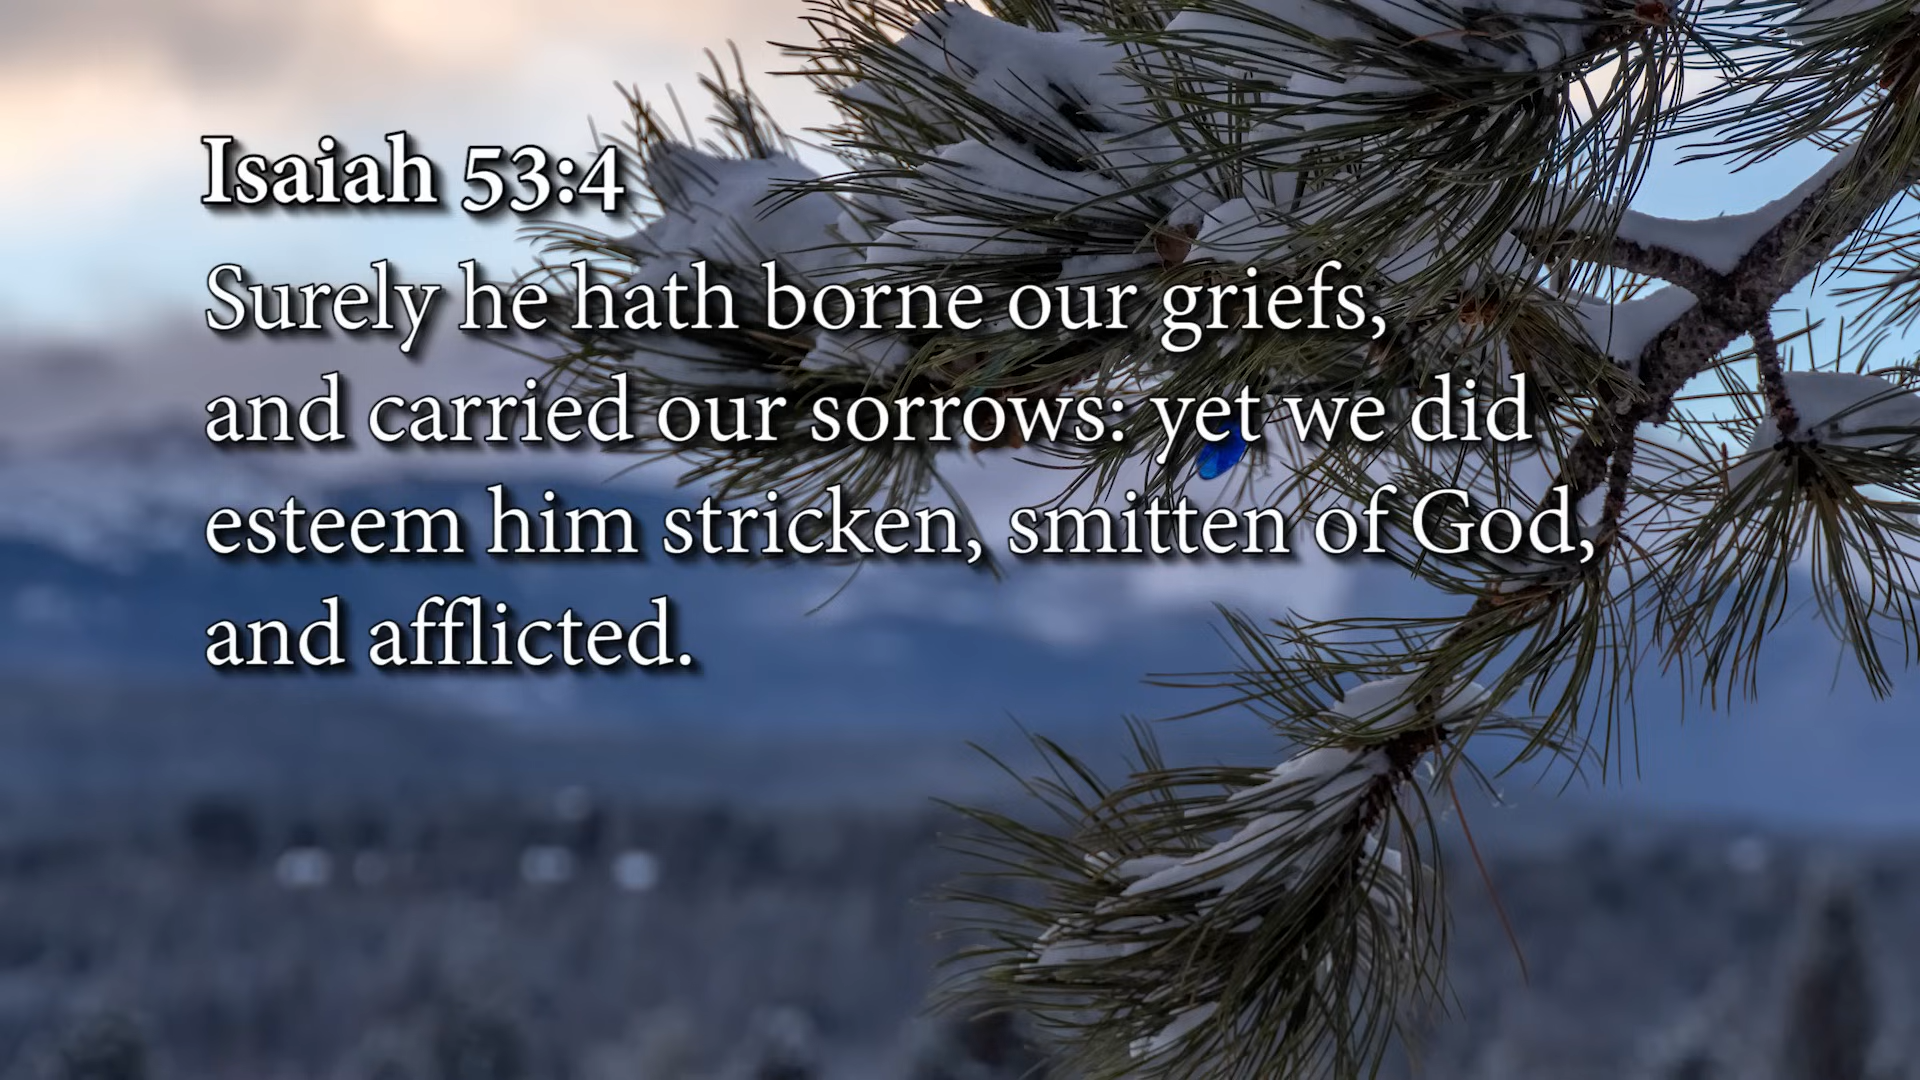 Isaiah 53:4
Surely he hath borne our griefs,
and carried our sorrows: yet we did
esteem him stricken, smitten of God,
and afflicted.